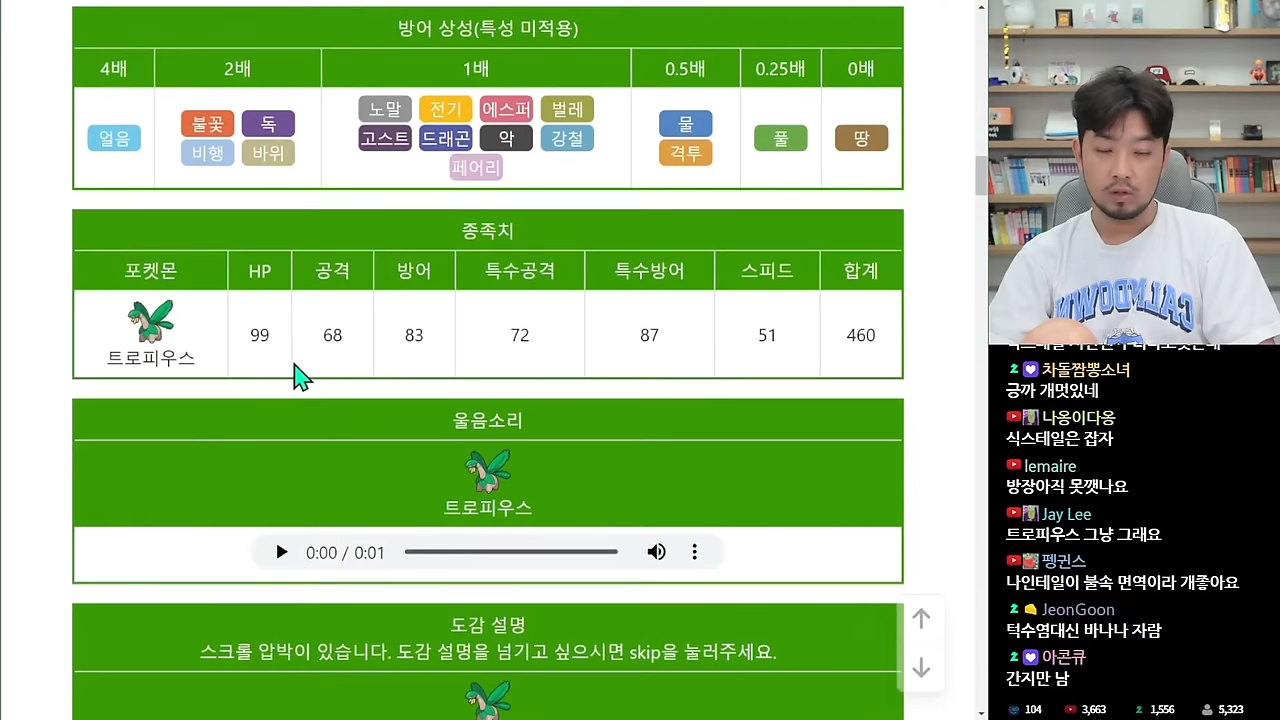 방어 상성(특성 미적용)
4배 2배 1배 0.5배 0.25배 0배
노말 전기 에스퍼 벌레
불꽃 독 물
얼음 고스트 드래곤 악 강철 풀 땅
비행 바위 격투
페어리
종족치
포켓몬 HP 공격 방어 특수공격 특수방어 스피드 합계
99 68 83 72 87 51 460
트로피우스
울음소리
트로피우스
0:00 / 0:01
도감 설명
스크롤 압박이 있습니다. 도감 설명을 넘기고 싶으시면 skip을 눌러주세요.
CALMDOWN
차돌짬뽕소녀
긍까 개멋있네
나옹이다옹
식스테일은 잡자
lemaire
방장아직 못깻나요
Jay Lee
트로피우스 그냥 그래요
펭귄스
나인테일이 불속 면역이라 개좋아요
JeonGoon
턱수염대신 바나나 자람
아콘큐
간지만 남
104 3,663 1,556 5,323